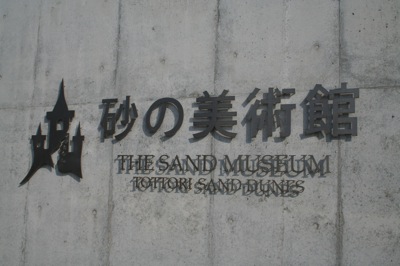 砂の美術館
THE SAND MUSEUM
TOTTORI SAND DUNES